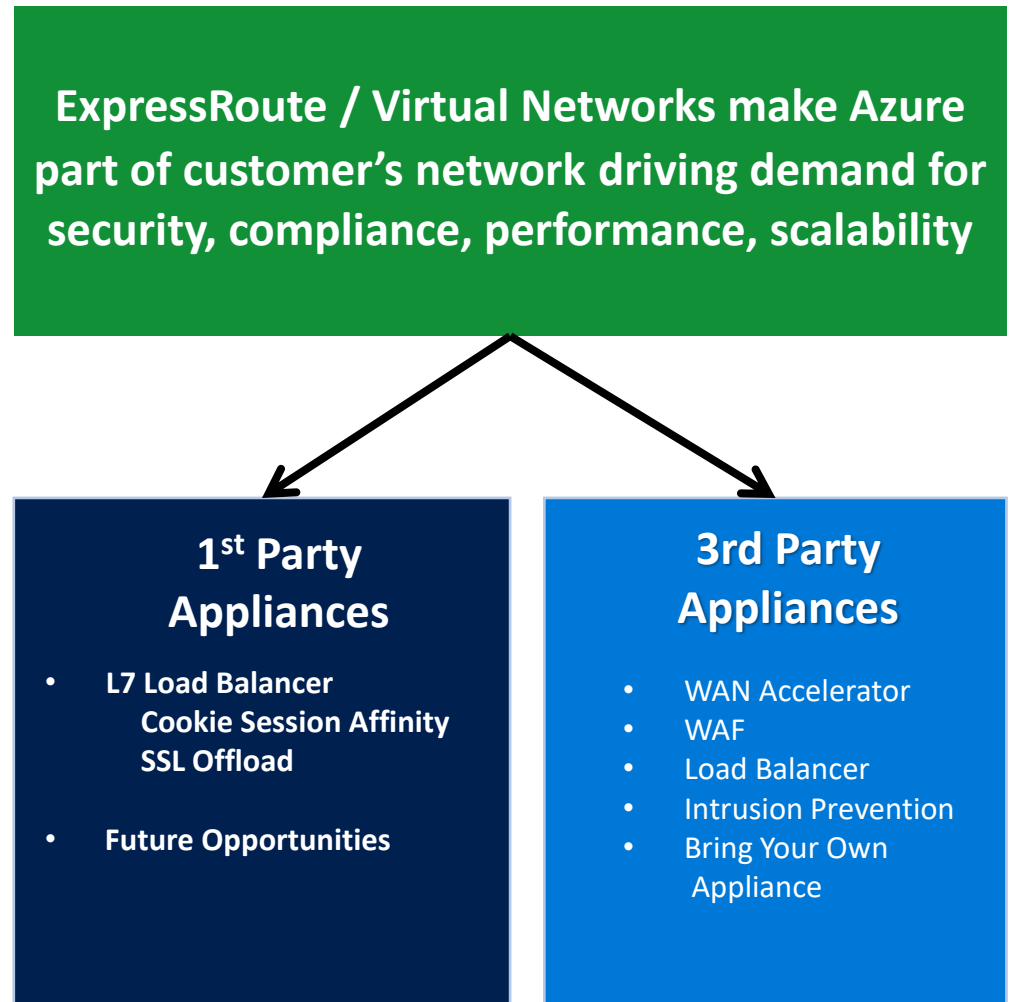 ExpressRoute / Virtual Networks make Azure
part of customer’s network driving demand for
security, compliance, performance, scalability
1st Party
Appliances
• L7 Load Balancer
Cookie Session Affinity
SSL Offload
• Future Opportunities
3rd Party
Appliances
• WAN Accelerator
• WAF
• Load Balancer
• Intrusion Prevention
• Bring Your Own
Appliance